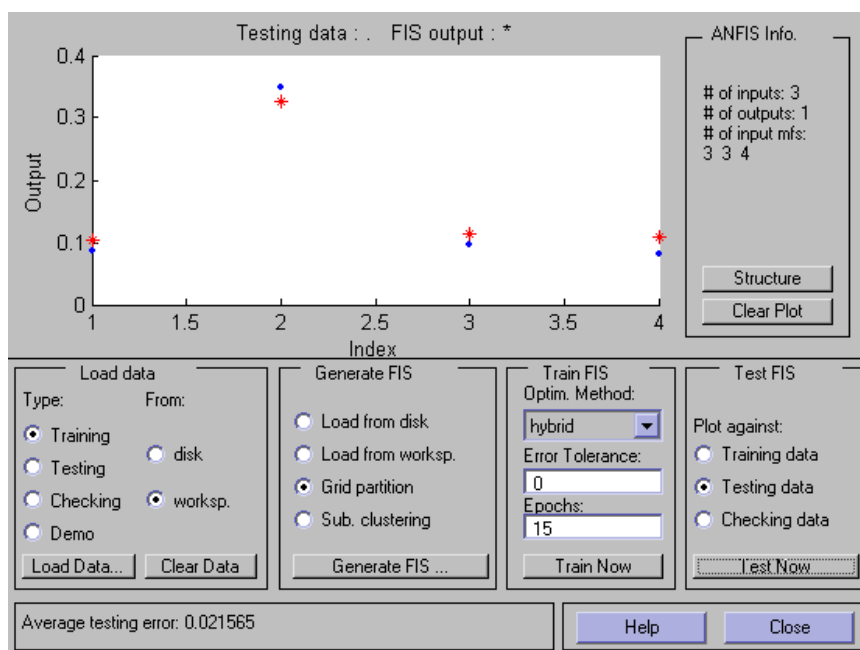 Testing data : .   FIS output : *
Output
0.4
0.3
0.2
0.1
0
1
1.5
2
2.5
3
3.5
4
Index
ANFIS Info.
# of inputs: 3
# of outputs: 1
# of input mfs:
3 3 4
Structure
Clear Plot
Load data
Type:
From:
Training
Testing
Checking
Demo
disk
worksp.
Load Data...
Clear Data
Generate FIS
Load from disk
Load from worksp.
Grid partition
Sub. clustering
Generate FIS ...
Train FIS
Optim. Method:
hybrid
Error Tolerance:
0
Epochs:
15
Train Now
Test FIS
Plot against:
Training data
Testing data
Checking data
Test Now
Average testing error: 0.021565
Help
Close